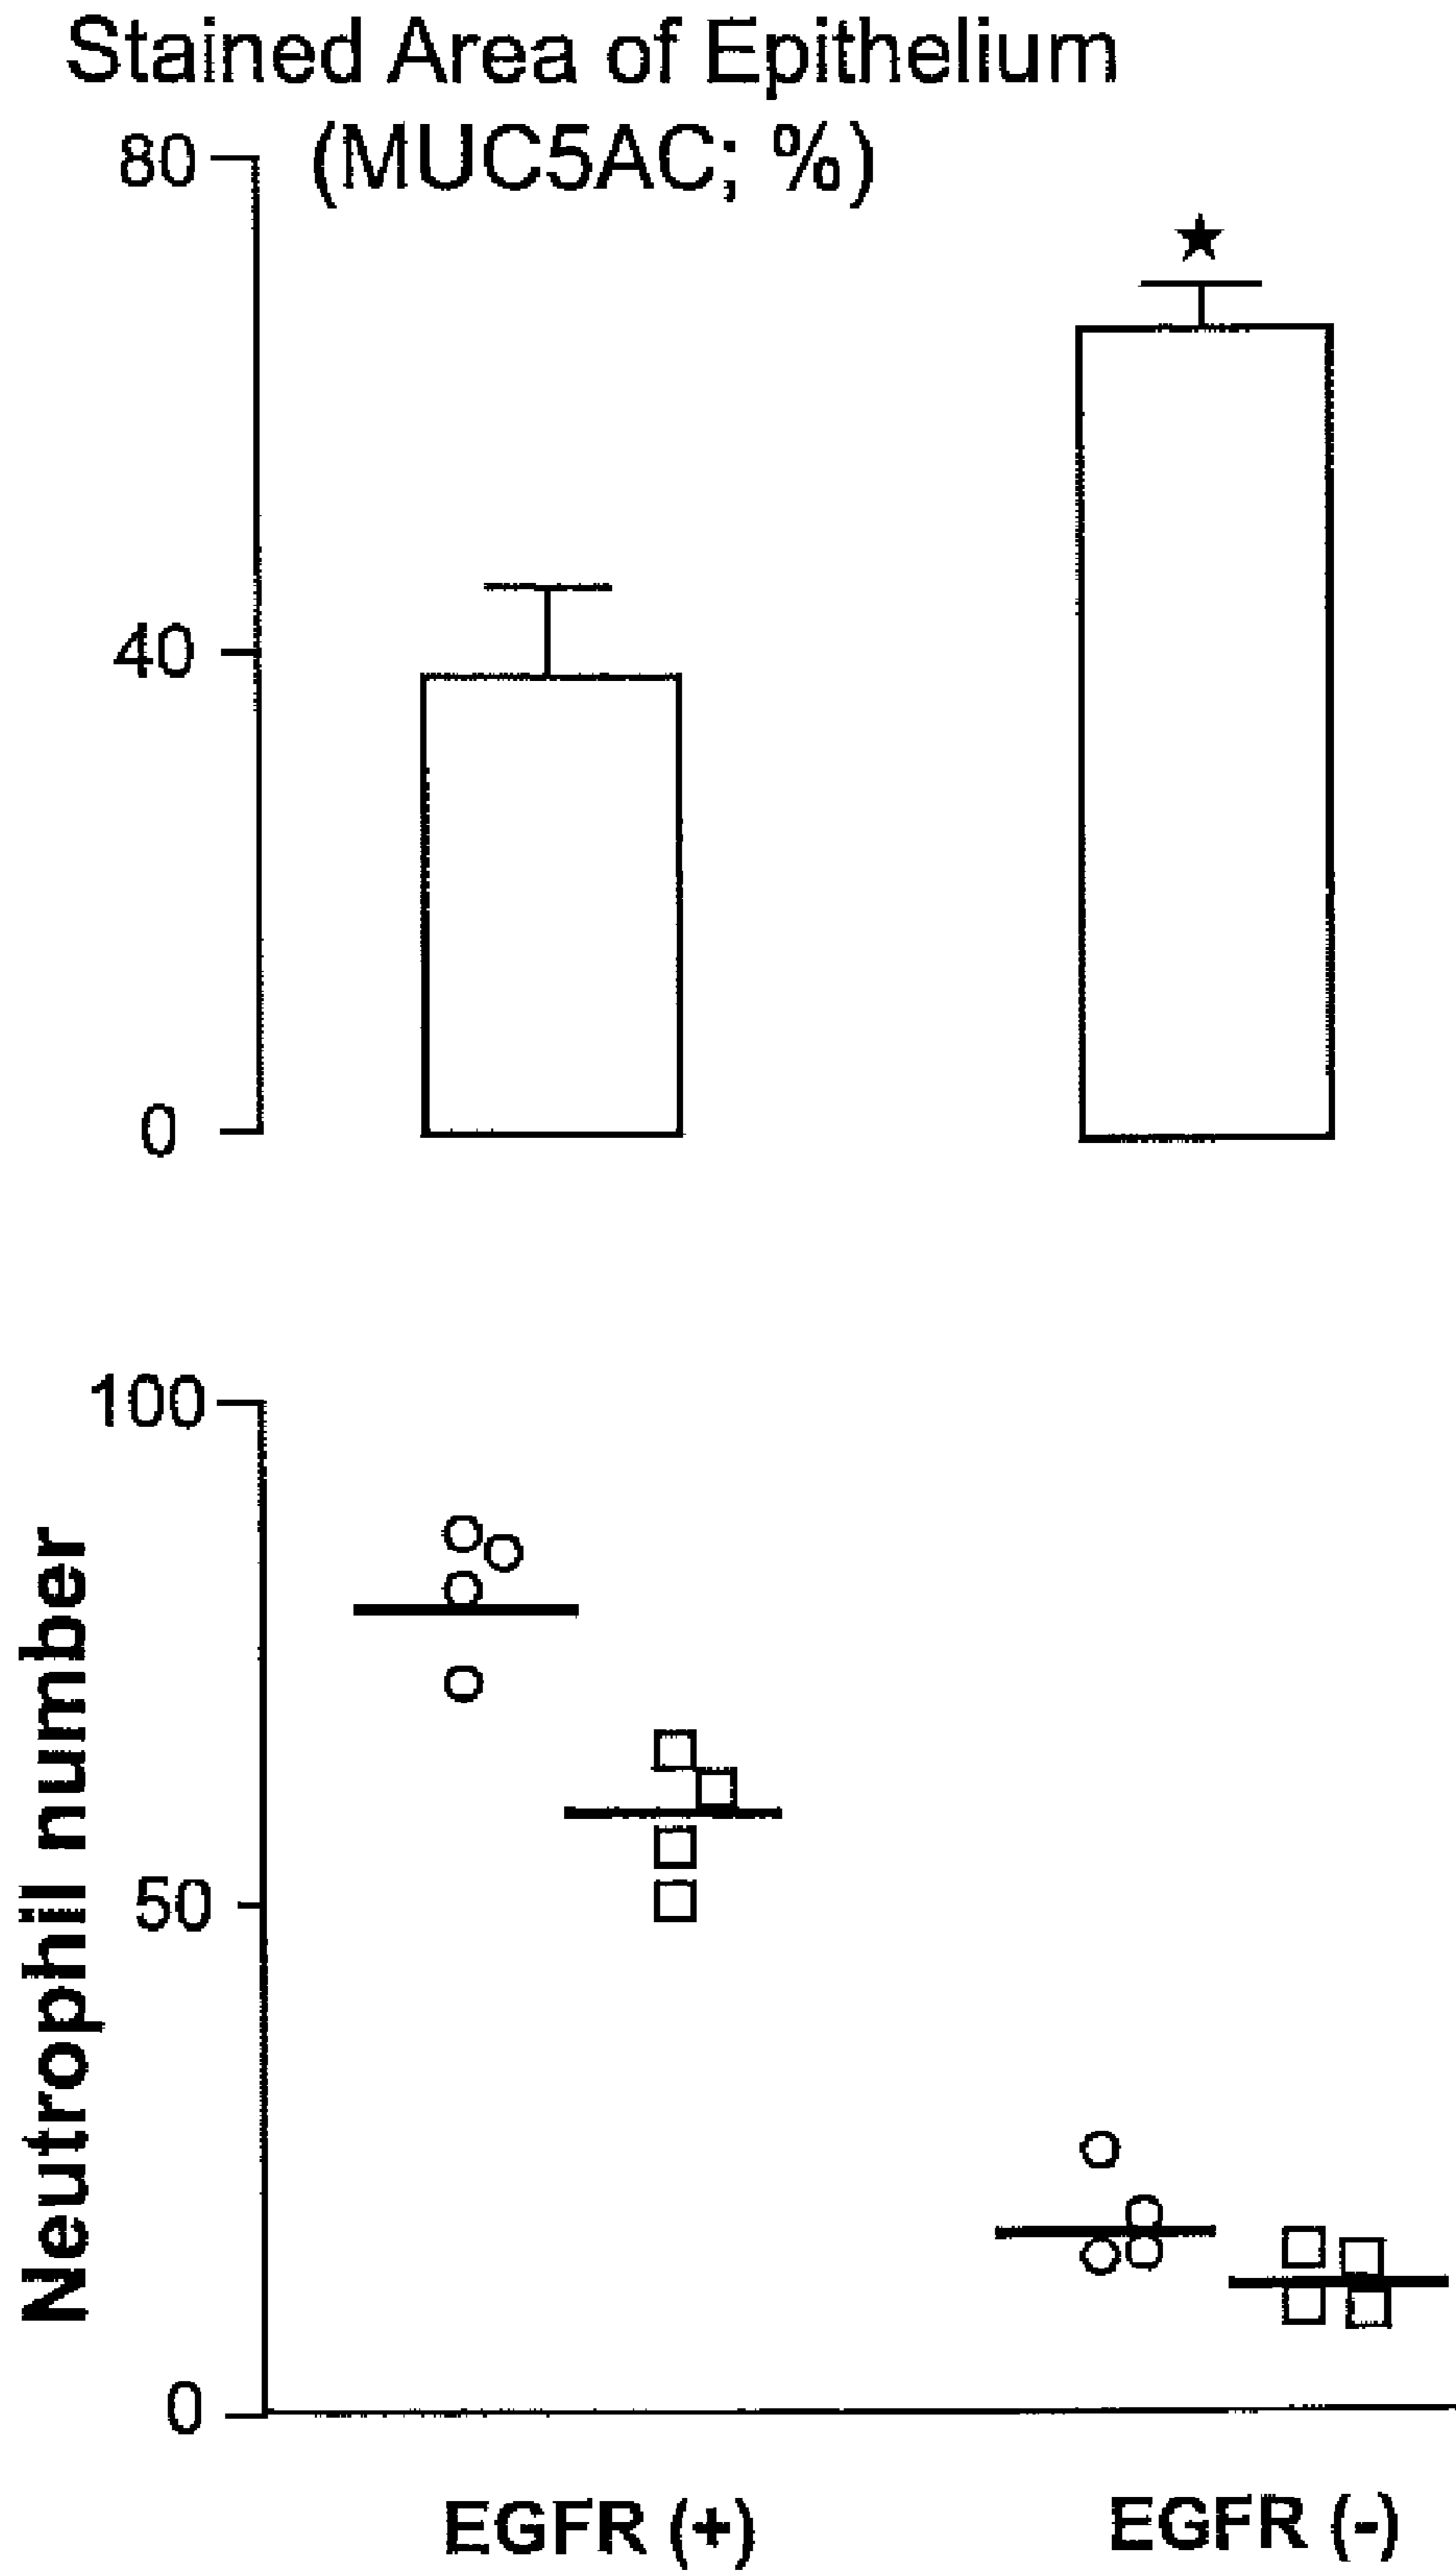 Stained Area of Epithelium
(MUC5AC; %)
80
40
0
100
50
0
Neutrophil number
EGFR (+)
EGFR (-)